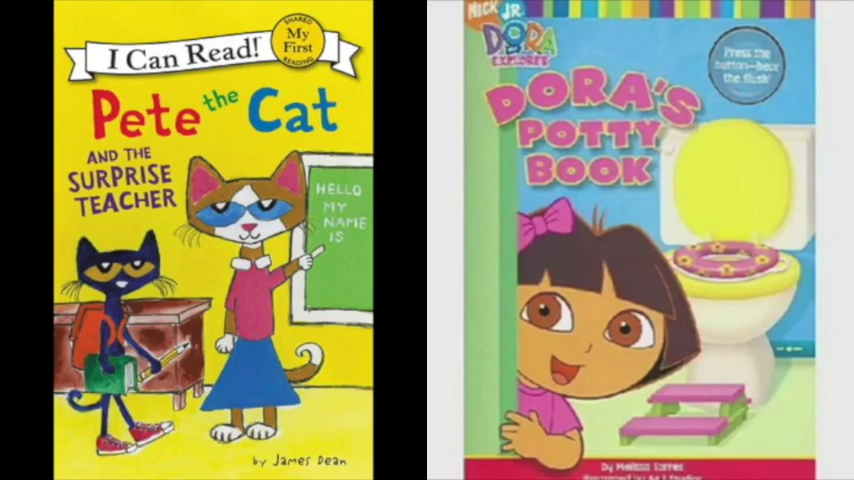 I Can Read!
SHARED
My
First
READING
Pete the Cat
AND THE
SURPRISE
TEACHER
HELLO
MY
NAME
IS
by James Dean
NICK JR.
DORA
EXPLORER
Press the
button—hear
the flush!
DORA'S
POTTY
BOOK
by Melissa Torres